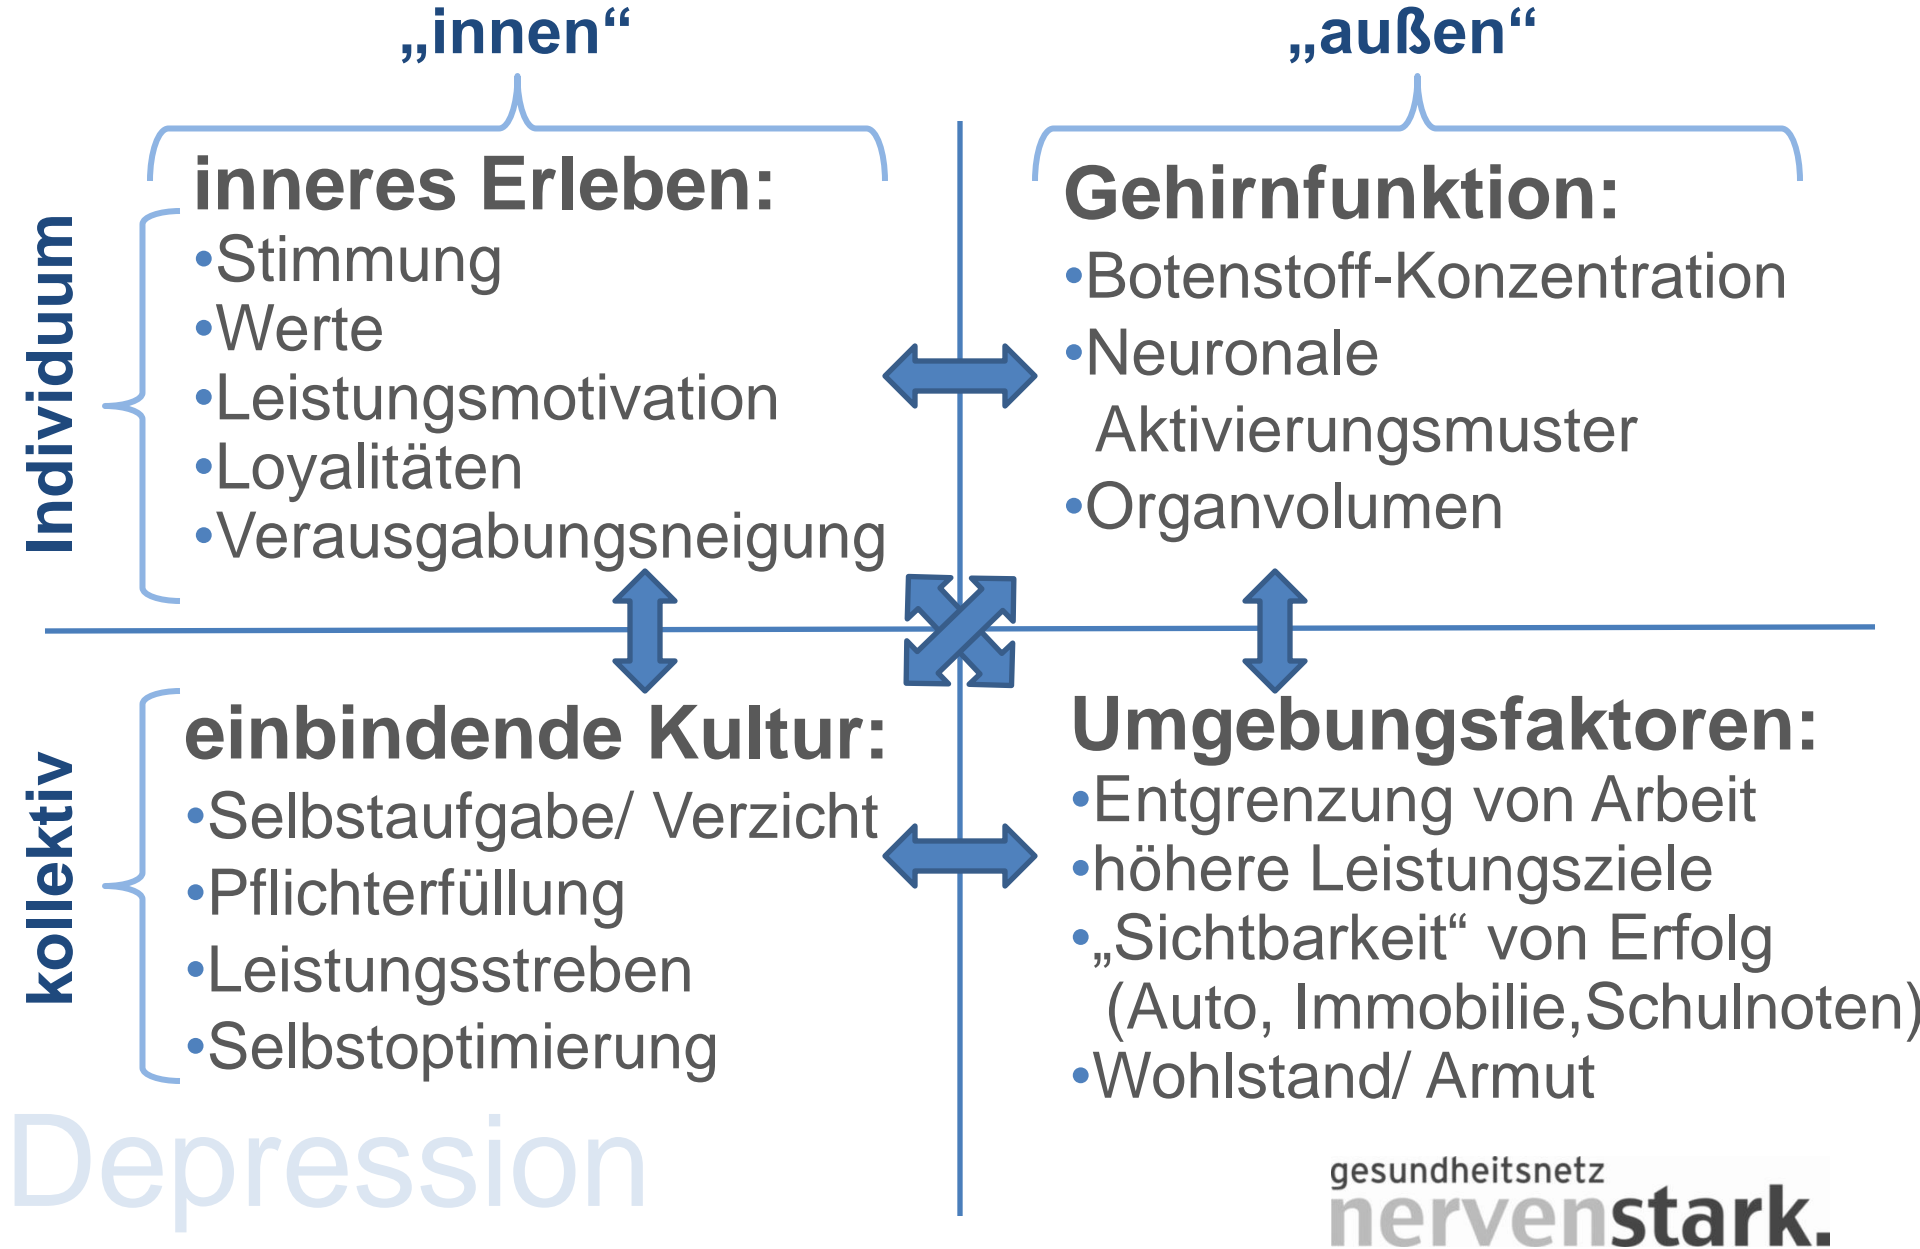 „innen“
„außen“
Individuum
inneres Erleben:
•Stimmung
•Werte
•Leistungsmotivation
•Loyalitäten
•Verausgabungsneigung
Gehirnfunktion:
•Botenstoff-Konzentration
•Neuronale
Aktivierungsmuster
•Organvolumen
kollektiv
einbindende Kultur:
•Selbstaufgabe/ Verzicht
•Pflichterfüllung
•Leistungsstreben
•Selbstoptimierung
Umgebungsfaktoren:
•Entgrenzung von Arbeit
•höhere Leistungsziele
•„Sichtbarkeit“ von Erfolg
(Auto, Immobilie,Schulnoten)
•Wohlstand/ Armut
Depression
gesundheitsnetz
nervenstark.